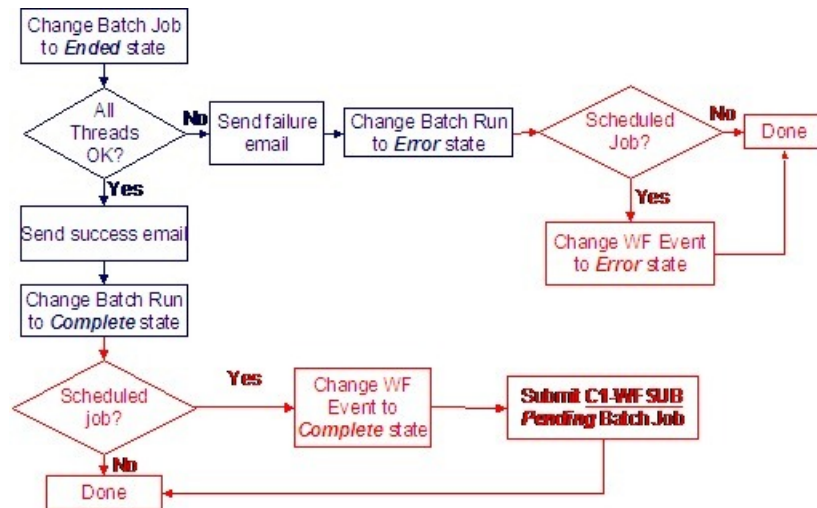 Change Batch Job
to Ended state
All
Threads
OK?
No
Send failure
email
Change Batch Run
to Error state
Scheduled
Job?
No
Done
Yes
Change WF Event
to Error state
Yes
Send success email
Change Batch Run
to Complete state
Scheduled
job?
Yes
Change WF
Event to
Complete state
Submit C1-WFSUB
Pending Batch Job
No
Done